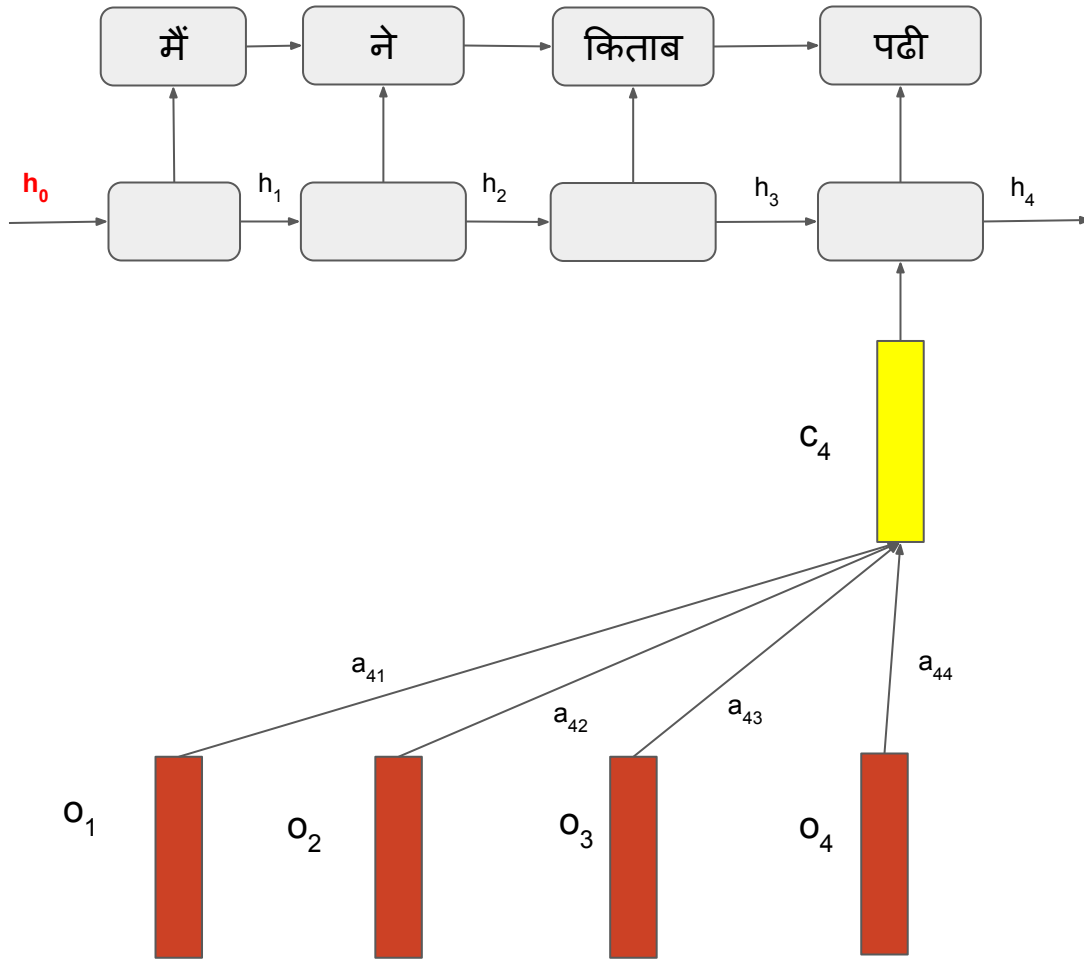 मैं ने किताब पढी
h₀ h₁ h₂ h₃ h₄
c₄
a₄₁ a₄₂ a₄₃ a₄₄
o₁ o₂ o₃ o₄